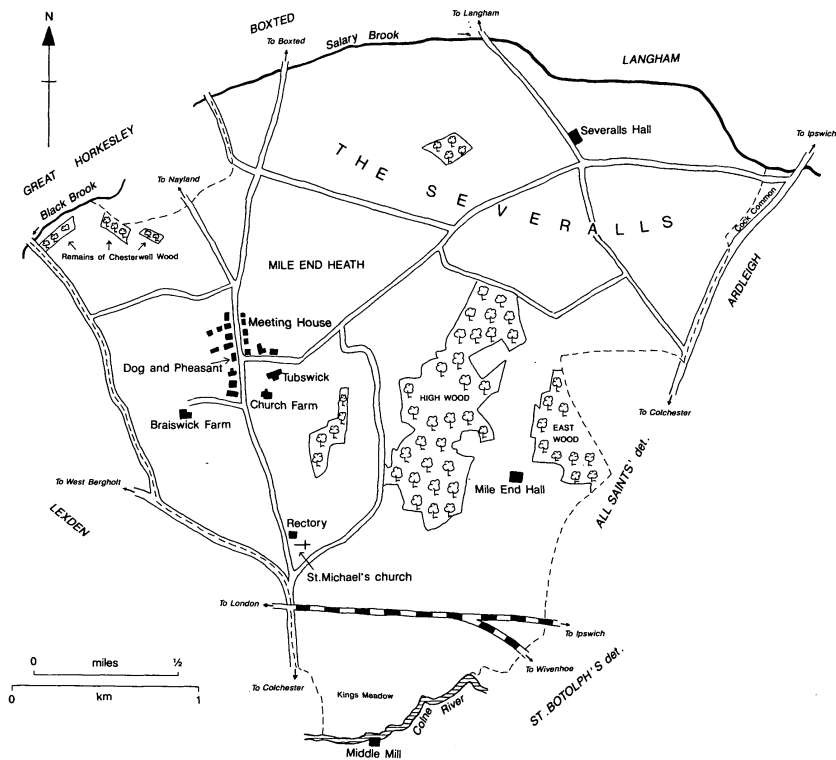 N
BOXTED
To Boxted
Salary Brook
To Langham
LANGHAM
Severalls Hall
To Ipswich
GREAT HORKESLEY
Black Brook
To Nayland
Remains of Chesterwell Wood
THE SEVERALLS
Cock Common
ARDLEIGH
MILE END HEATH
Meeting House
Dog and Pheasant
Tubswick
Church Farm
Braiswick Farm
HIGH WOOD
EAST
WOOD
To Colchester
Mile End Hall
ALL SAINTS' det.
To West Bergholt
LEXDEN
Rectory
St.Michael's church
To London
To Ipswich
To Wivenhoe
ST. BOTOLPH'S det.
0 miles ½
km
0 1
To Colchester
Kings Meadow
Colne River
Middle Mill